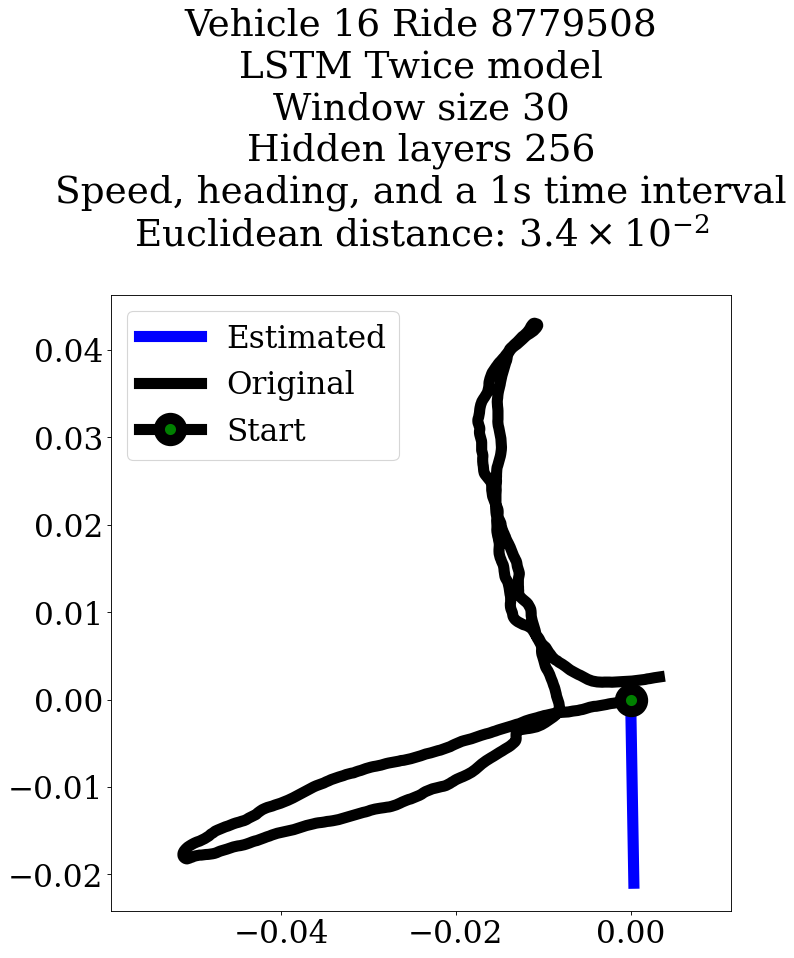 Vehicle 16 Ride 8779508
LSTM Twice model
Window size 30
Hidden layers 256
Speed, heading, and a 1s time interval
Euclidean distance: 3.4 × 10⁻²
Estimated
Original
Start
0.04
0.03
0.02
0.01
0.00
−0.01
−0.02
−0.04
−0.02
0.00